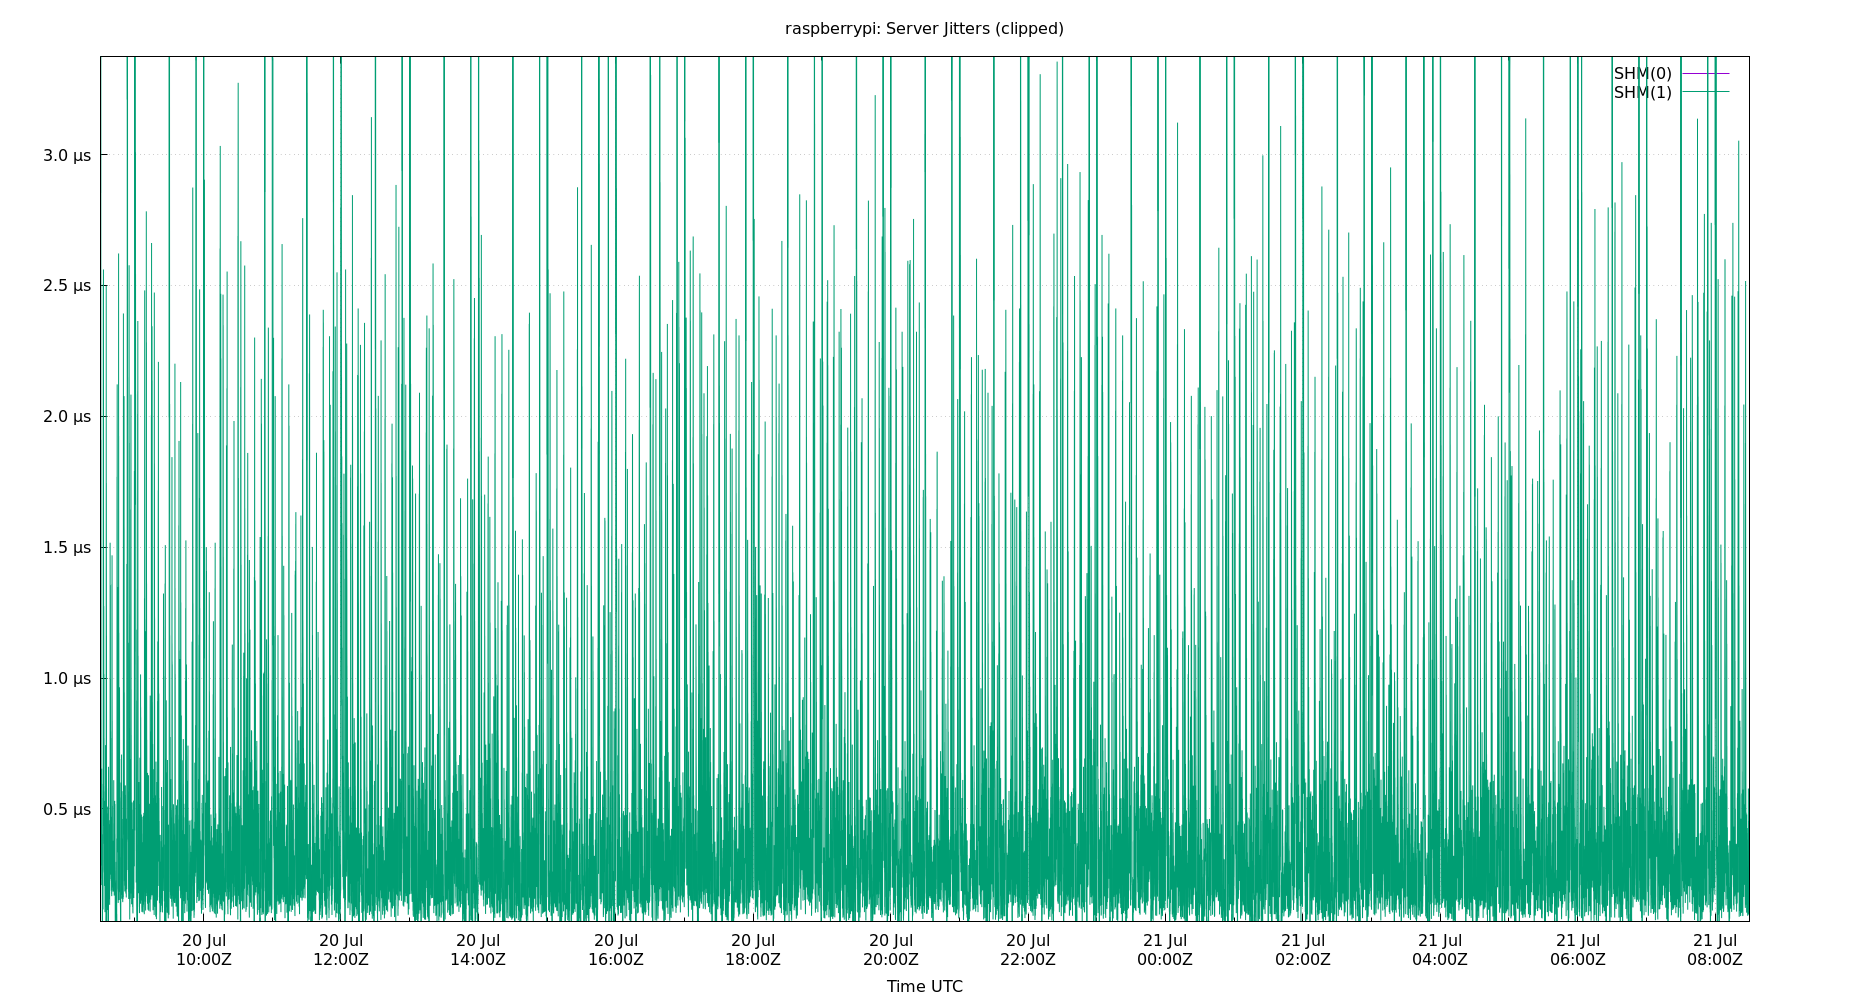 raspberrypi: Server Jitters (clipped)
SHM(0)
SHM(1)
3.0 µs
2.5 µs
2.0 µs
1.5 µs
1.0 µs
0.5 µs
20 Jul 20 Jul 20 Jul 20 Jul 20 Jul 20 Jul 20 Jul 21 Jul 21 Jul 21 Jul 21 Jul 21 Jul
10:00Z 12:00Z 14:00Z 16:00Z 18:00Z 20:00Z 22:00Z 00:00Z 02:00Z 04:00Z 06:00Z 08:00Z
Time UTC